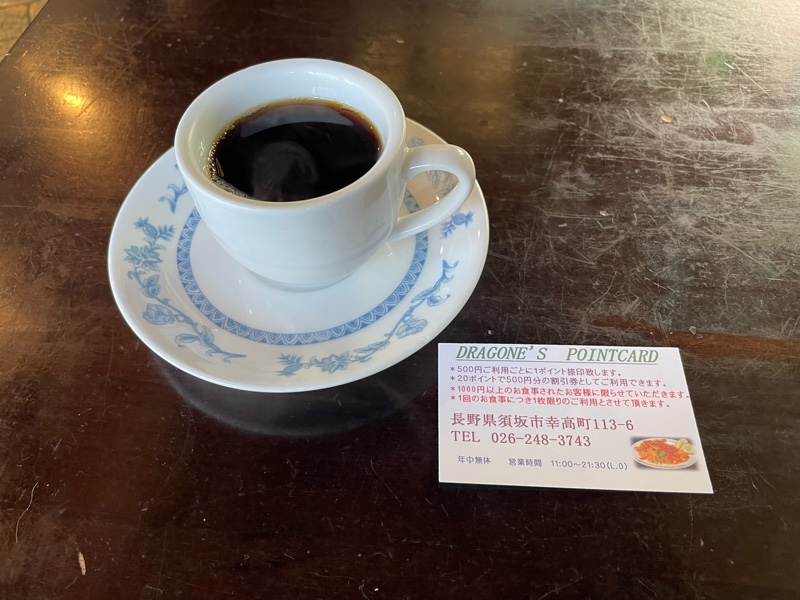 DRAGONE'S POINTCARD
*500円ご利用ごとに1ポイント捺印致します。
*20ポイントで500円分の割引券としてご利用できます。
*1000円以上のお食事されたお客様に限らせていただきます。
*1回のお食事につき1枚限りのご利用とさせて頂きます。
長野県須坂市幸高町113-6
TEL 026-248-3743
年中無休 営業時間 11:00～21:30(L.O)